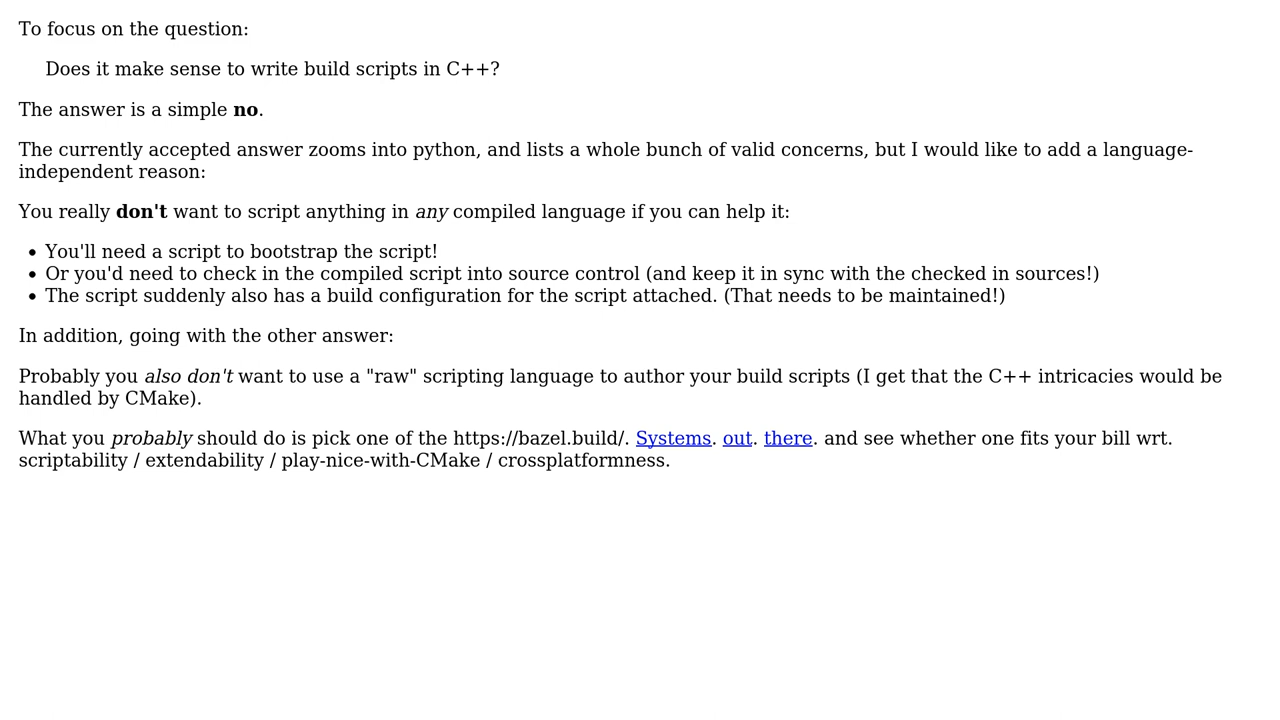 To focus on the question:
Does it make sense to write build scripts in C++?
The answer is a simple no.
The currently accepted answer zooms into python, and lists a whole bunch of valid concerns, but I would like to add a language-
independent reason:
You really don't want to script anything in any compiled language if you can help it:
• You'll need a script to bootstrap the script!
• Or you'd need to check in the compiled script into source control (and keep it in sync with the checked in sources!)
• The script suddenly also has a build configuration for the script attached. (That needs to be maintained!)
In addition, going with the other answer:
Probably you also don't want to use a "raw" scripting language to author your build scripts (I get that the C++ intricacies would be
handled by CMake).
What you probably should do is pick one of the https://bazel.build/. Systems. out. there. and see whether one fits your bill wrt.
scriptability / extendability / play-nice-with-CMake / crossplatformness.